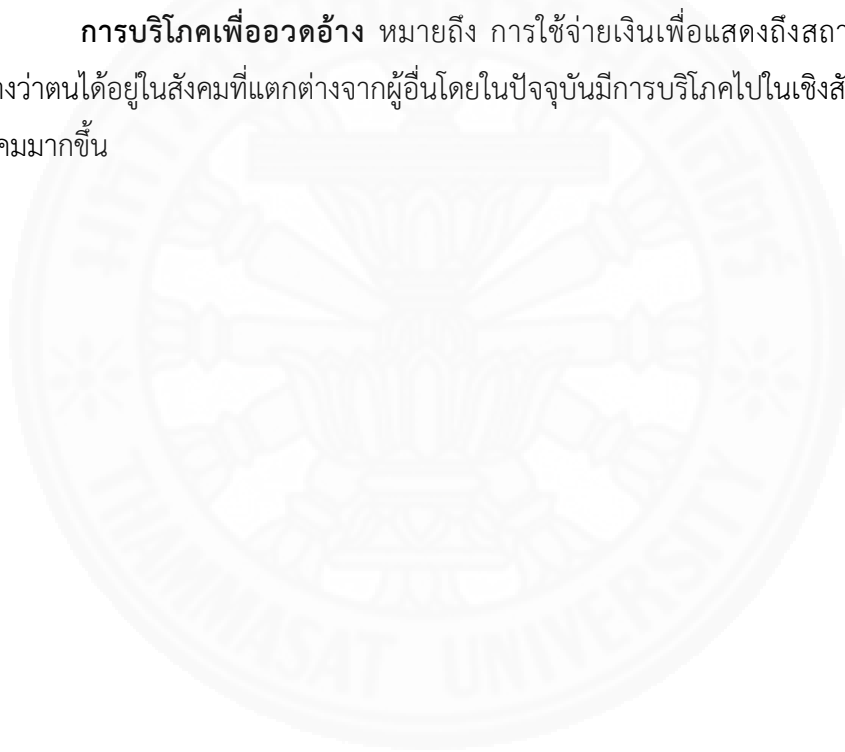 การบริโภคเพื่ออวดอ้าง หมายถึง การใช้จ่ายเงินเพื่อแสดงถึงสถา
างว่าตนได้อยู่ในสังคมที่แตกต่างจากผู้อื่นโดยในปัจจุบันมีการบริโภคไปในเชิงสั
คมมากขึ้น
THAMMASAT UNIVERSITY